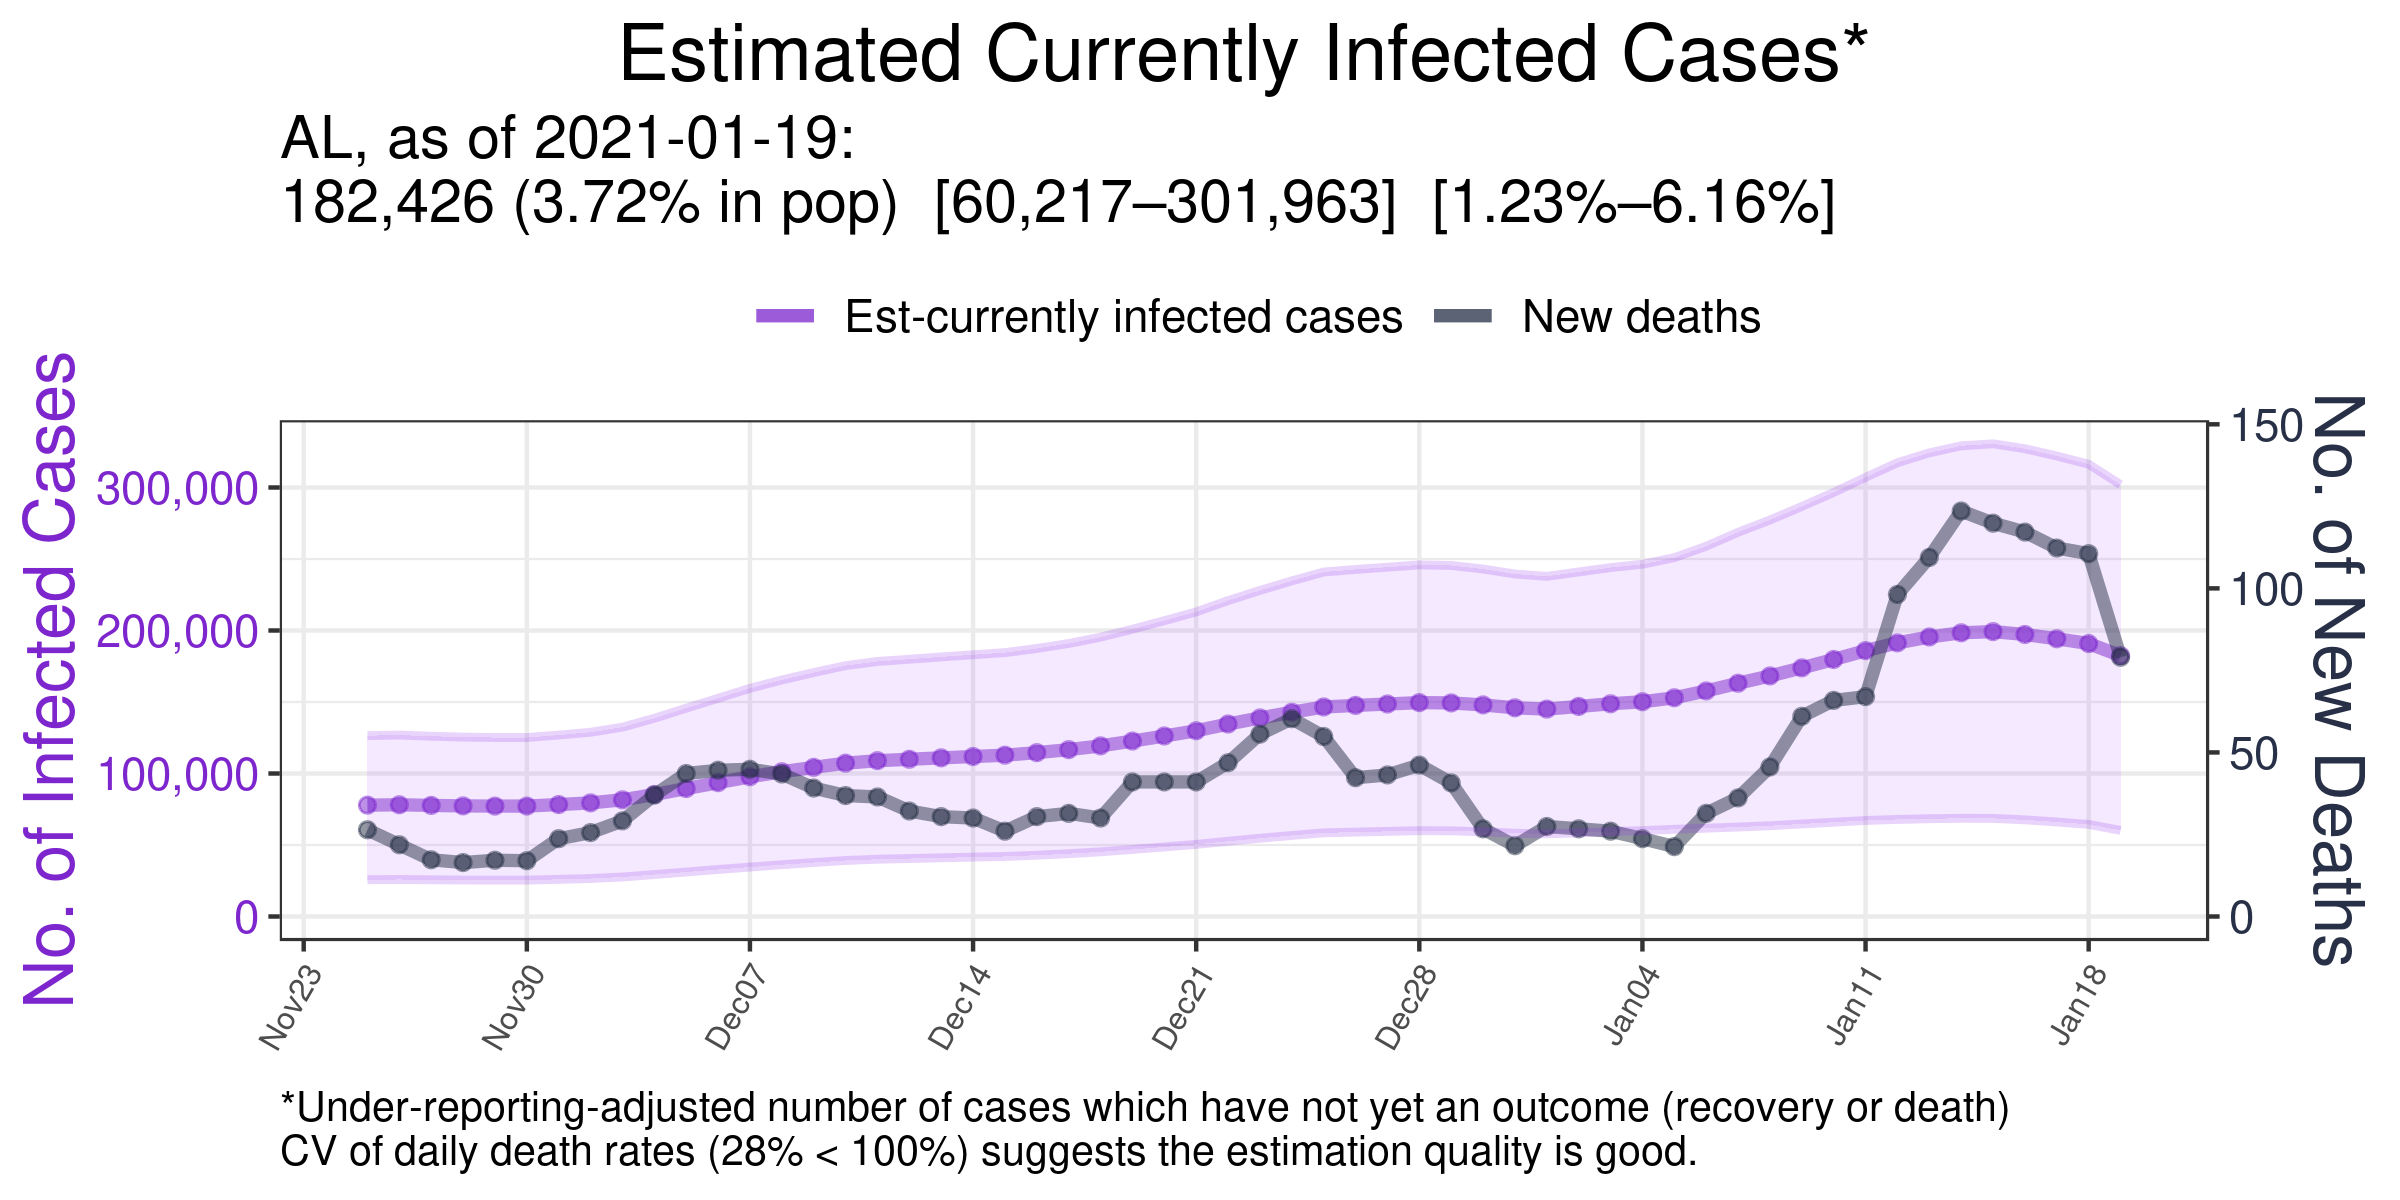 Estimated Currently Infected Cases*
AL, as of 2021-01-19:
182,426 (3.72% in pop)  [60,217–301,963]  [1.23%–6.16%]
Est-currently infected cases
New deaths
No. of Infected Cases
300,000
200,000
100,000
0
150
100
50
0
No. of New Deaths
Nov23
Nov30
Dec07
Dec14
Dec21
Dec28
Jan04
Jan11
Jan18
*Under-reporting-adjusted number of cases which have not yet an outcome (recovery or death)
CV of daily death rates (28% < 100%) suggests the estimation quality is good.